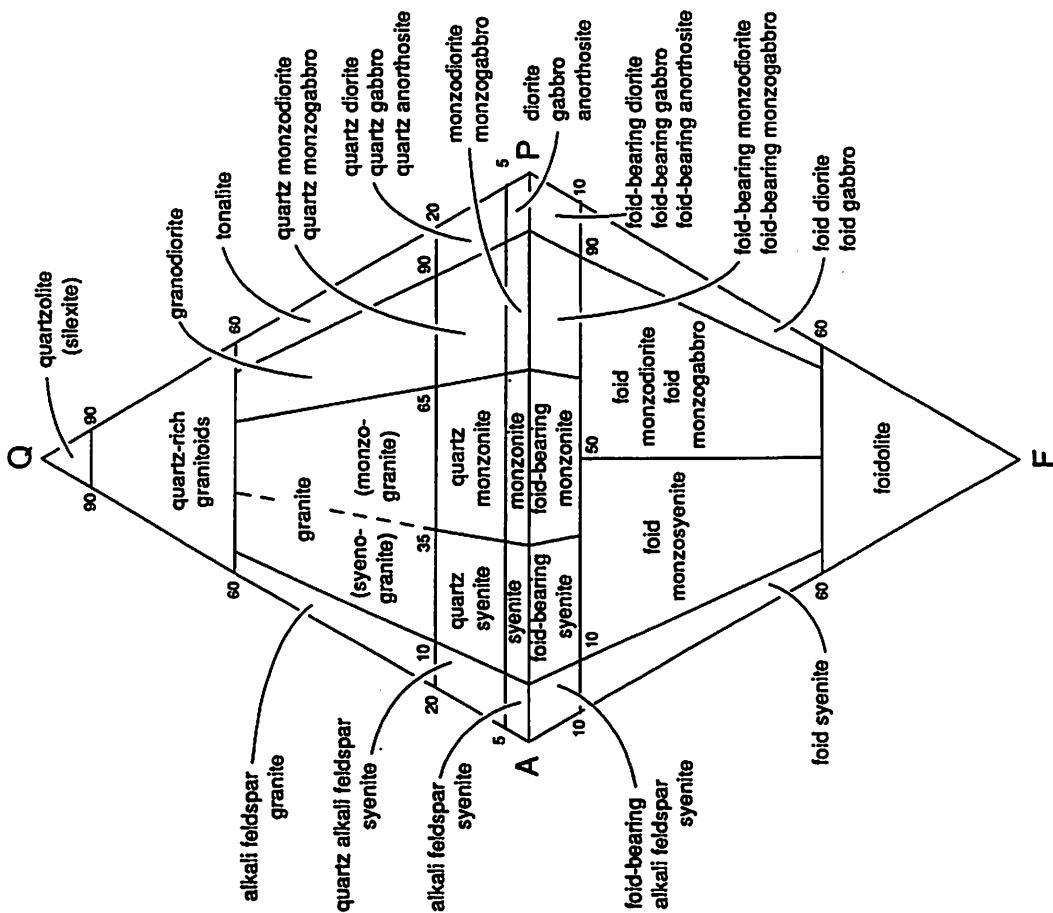 Q
quartzolite
(silexite)
90
90
quartz-rich
granitoids
60
60
granodiorite
tonalite
alkali feldspar
granite
granite
(syeno-
granite)
(monzo-
granite)
quartz monzodiorite
quartz monzogabbro
quartz alkali feldspar
syenite
20
10
35
65
90
20
quartz diorite
quartz gabbro
quartz anorthosite
quartz
syenite
quartz
monzonite
monzodiorite
monzogabbro
alkali feldspar
syenite
5
syenite
monzonite
5
diorite
gabbro
anorthosite
A
P
foid-bearing
syenite
foid-bearing
monzonite
foid-bearing
alkali feldspar
syenite
10
10
50
90
10
foid-bearing diorite
foid-bearing gabbro
foid-bearing anorthosite
foid-bearing monzodiorite
foid-bearing monzogabbro
foid
monzosyenite
foid
monzodiorite
foid
monzogabbro
foid syenite
foid diorite
foid gabbro
60
60
foidolite
F